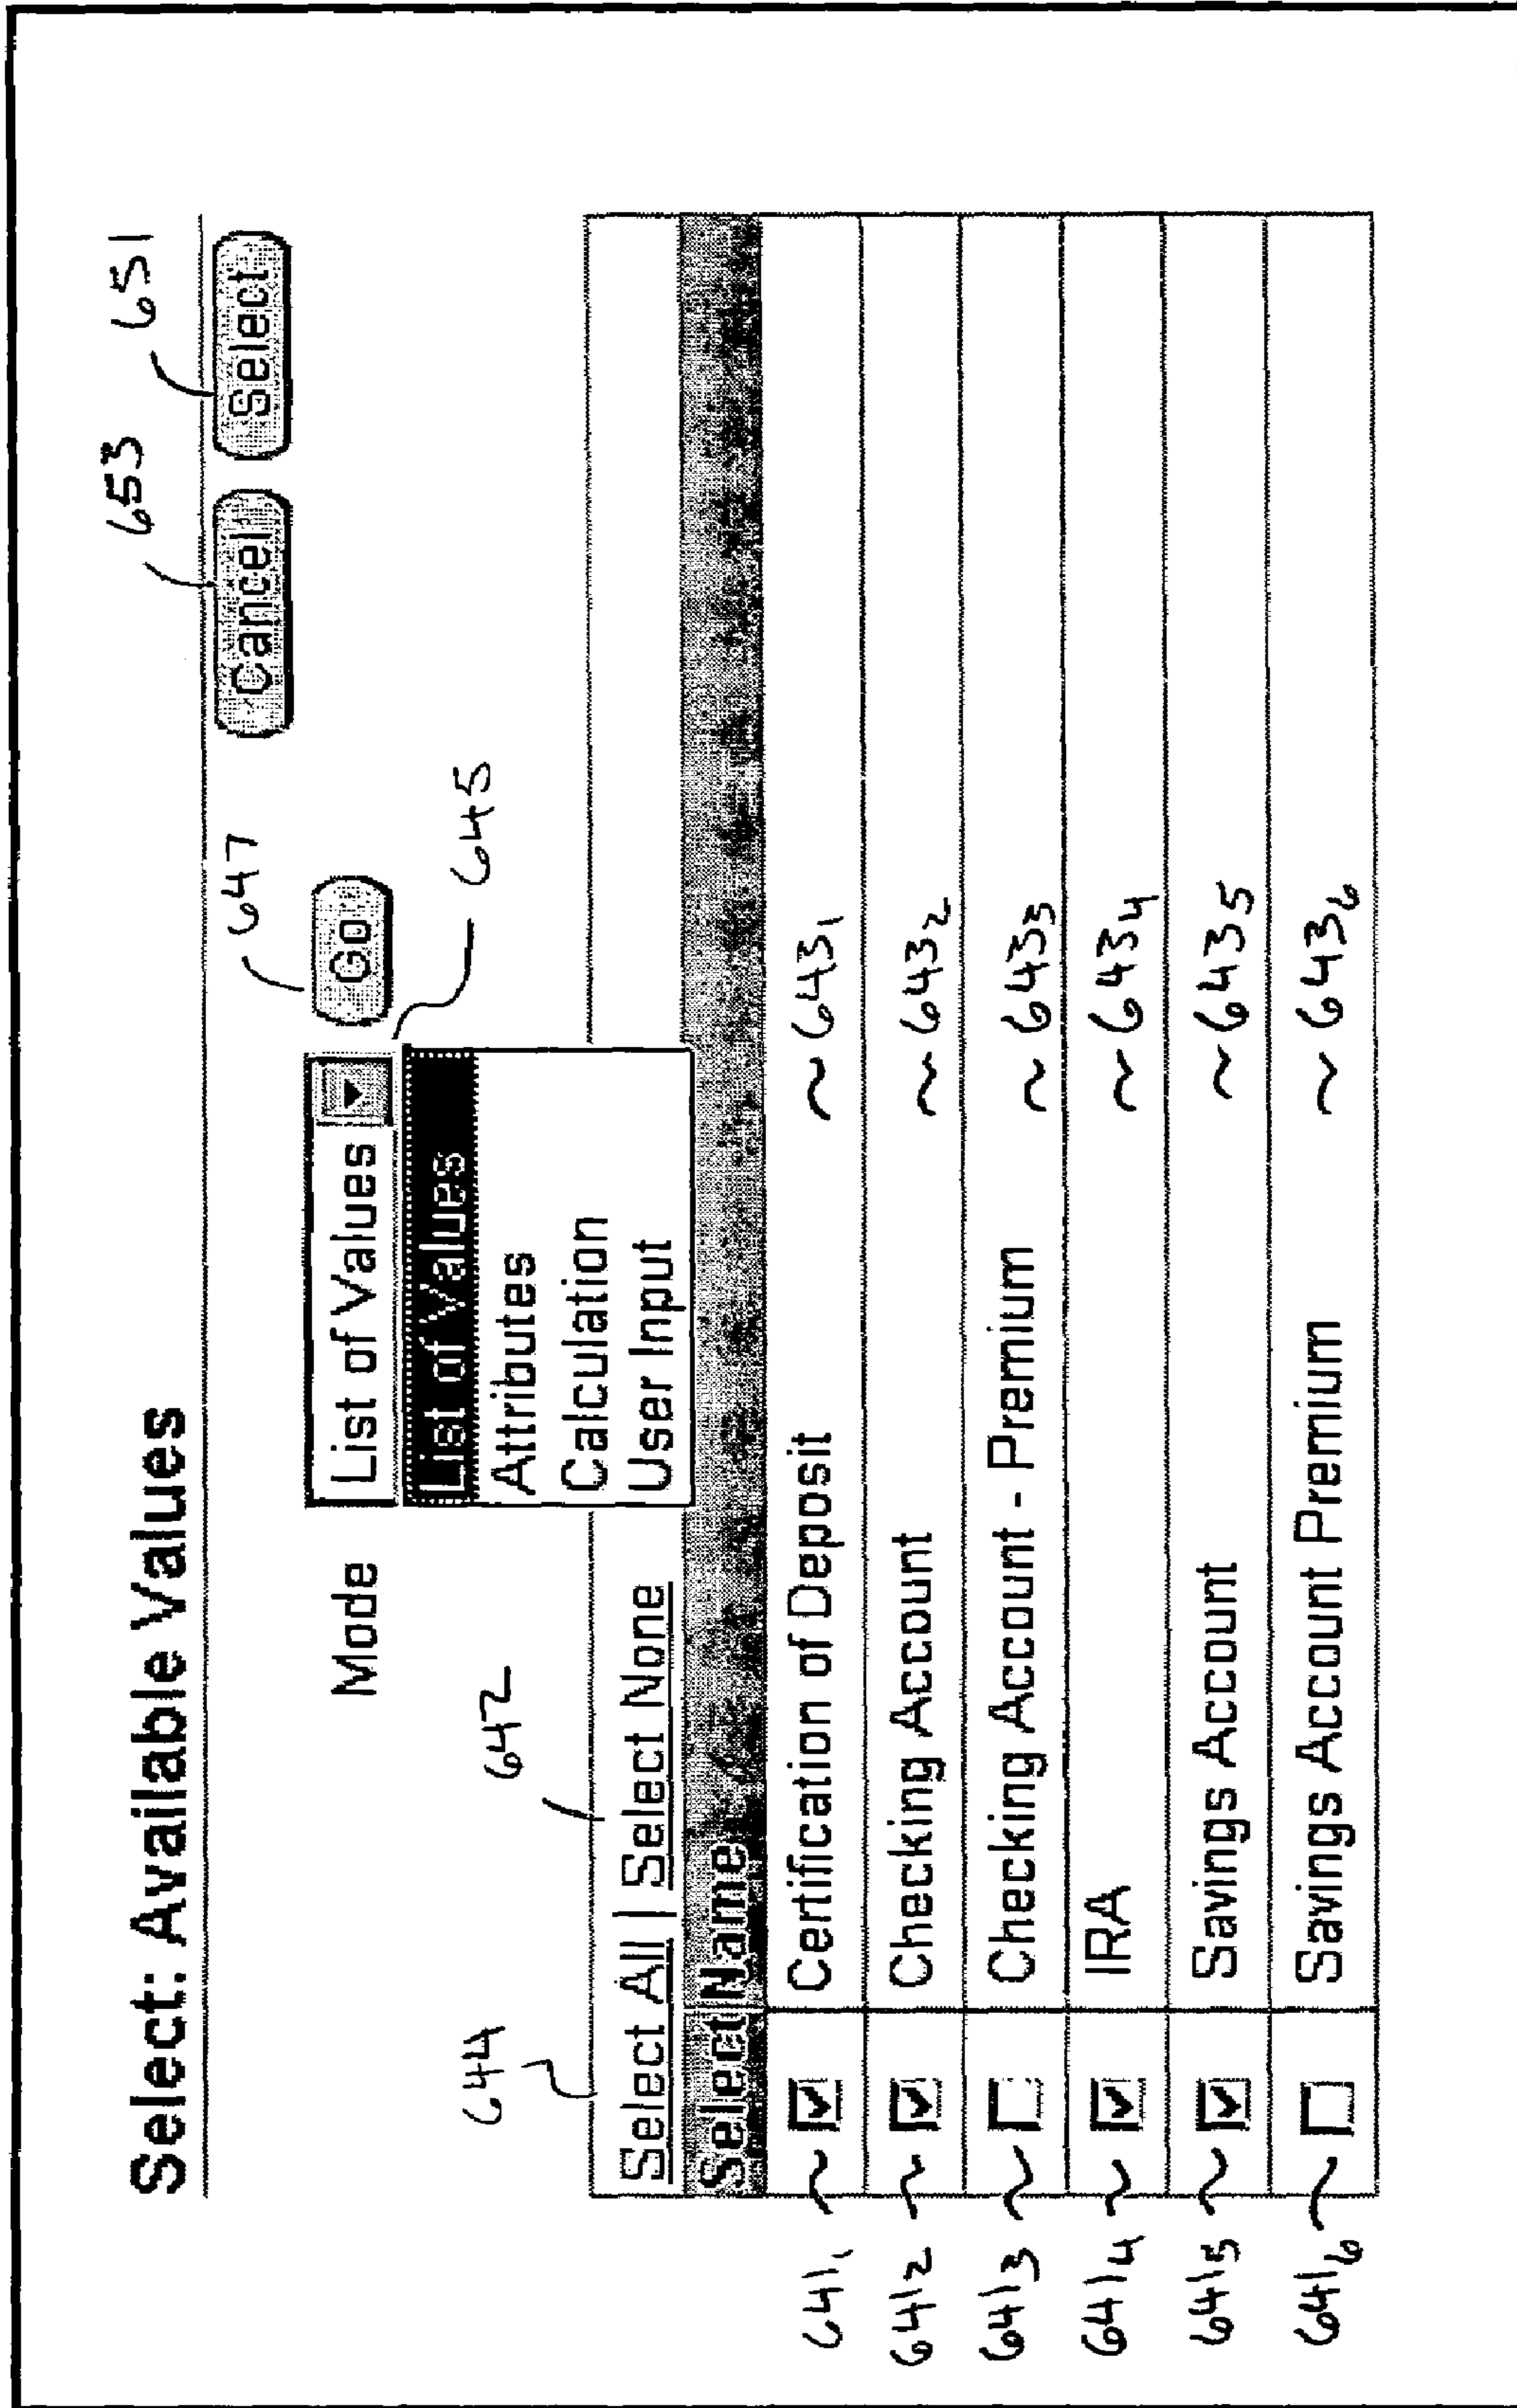 653 651
Select: Available Values
Cancel Select
647
Mode List of Values Go
645
List of Values
Attributes
Calculation
User Input
644 642
Select All | Select None
Select Name
641₁ ~ Certification of Deposit ~ 643₁
641₂ ~ Checking Account ~ 643₂
641₃ ~ Checking Account - Premium ~ 643₃
641₄ ~ IRA ~ 643₄
641₅ ~ Savings Account ~ 643₅
641₆ ~ Savings Account Premium ~ 643₆